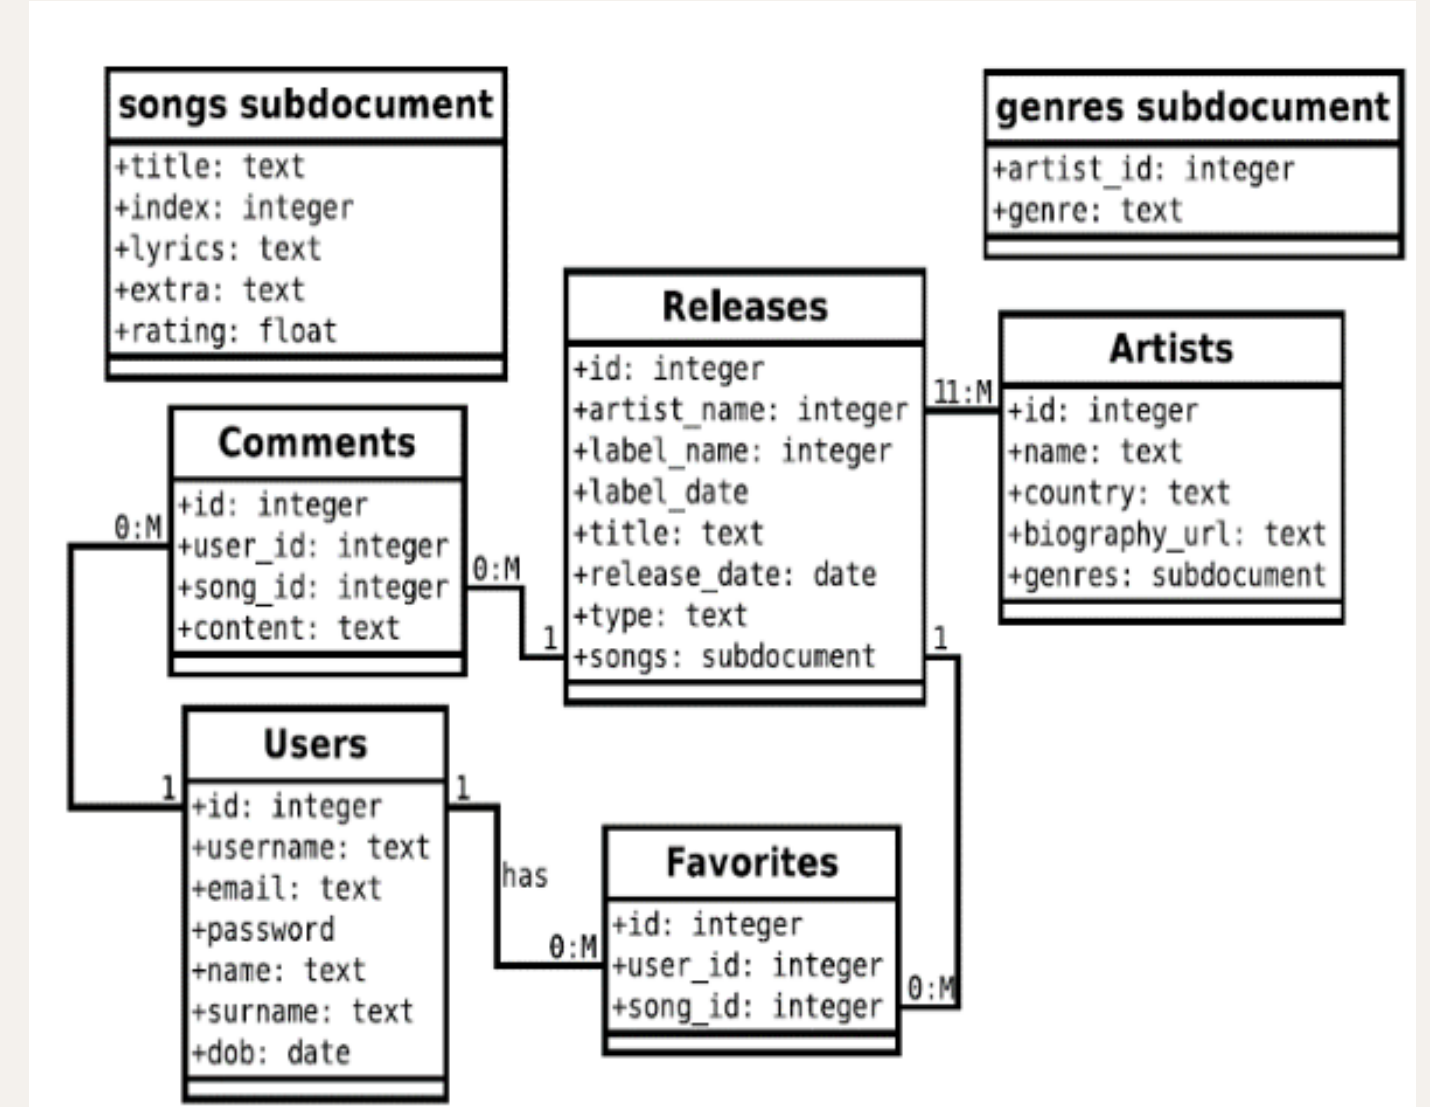 songs subdocument
+title: text
+index: integer
+lyrics: text
+extra: text
+rating: float
genres subdocument
+artist_id: integer
+genre: text
Releases
+id: integer
+artist_name: integer
+label_name: integer
+label_date
+title: text
+release_date: date
+type: text
+songs: subdocument
11:M
Artists
+id: integer
+name: text
+country: text
+biography_url: text
+genres: subdocument
Comments
+id: integer
+user_id: integer
+song_id: integer
+content: text
0:M
0:M
1
1
Users
+id: integer
+username: text
+email: text
+password
+name: text
+surname: text
+dob: date
1
1
has
0:M
Favorites
+id: integer
+user_id: integer
+song_id: integer
0:M